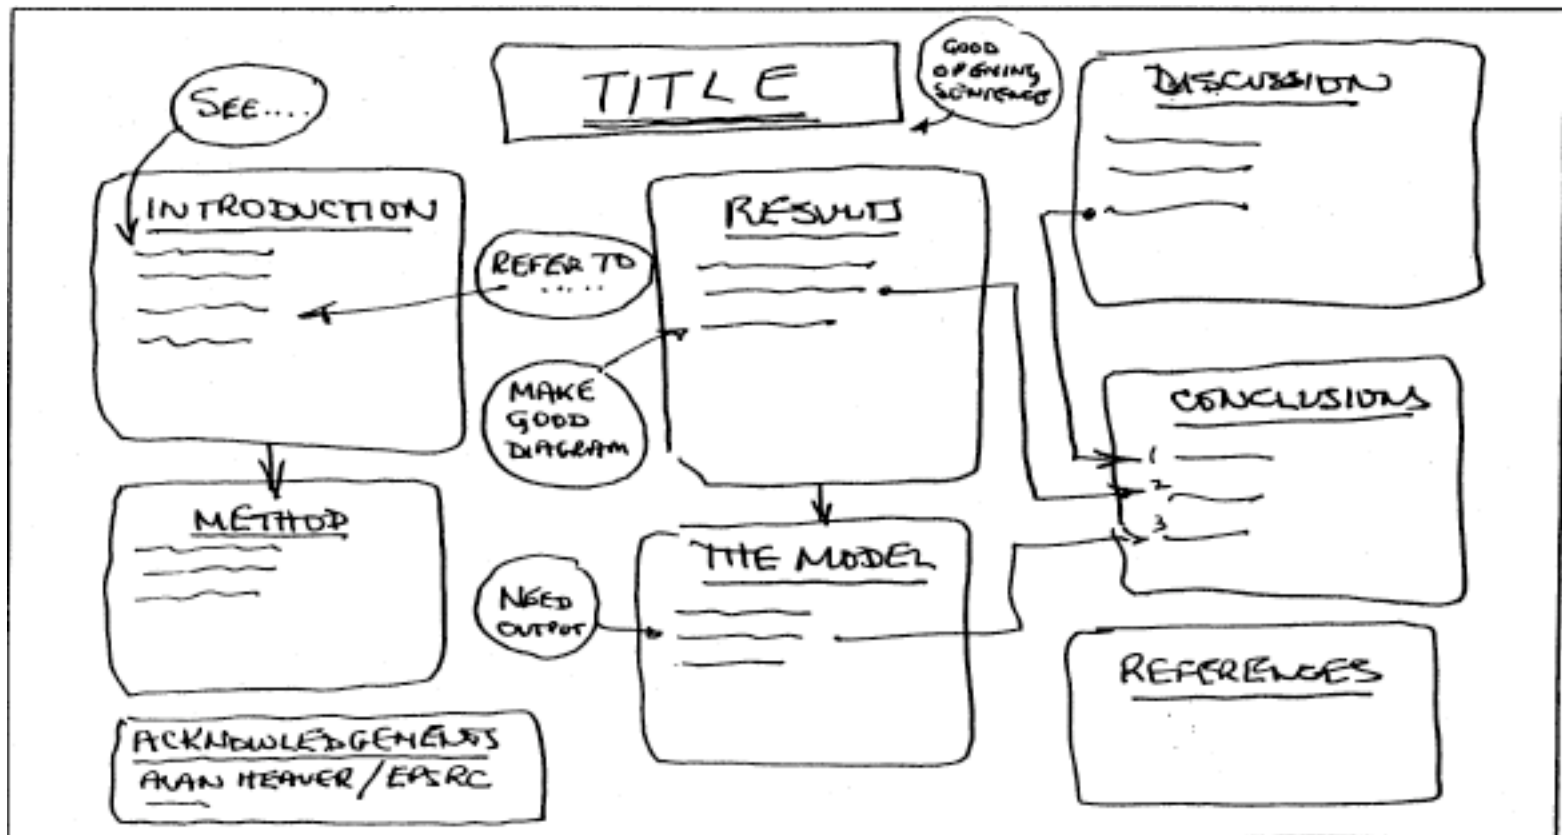 TITLE
GOOD
OPENING
SENTENCE
SEE....
INTRODUCTION
REFER TO
.....
METHOD
ACKNOWLEDGEMENTS
ALAN HEAVER/EPSRC
RESULTS
MAKE
GOOD
DIAGRAM
THE MODEL
NEED
OUTPUT
DISCUSSION
CONCLUSIONS
1
2
3
REFERENCES